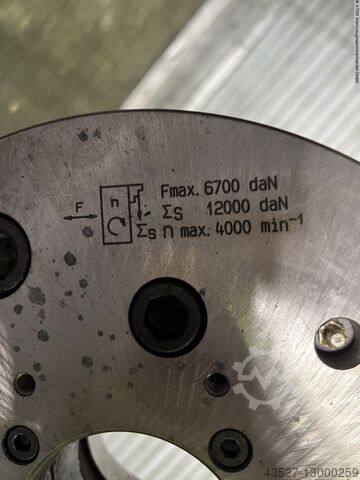 Fmax. 6700 daN
F h Σs 12000 daN
Σs n max. 4000 min⁻¹
43527-13000259